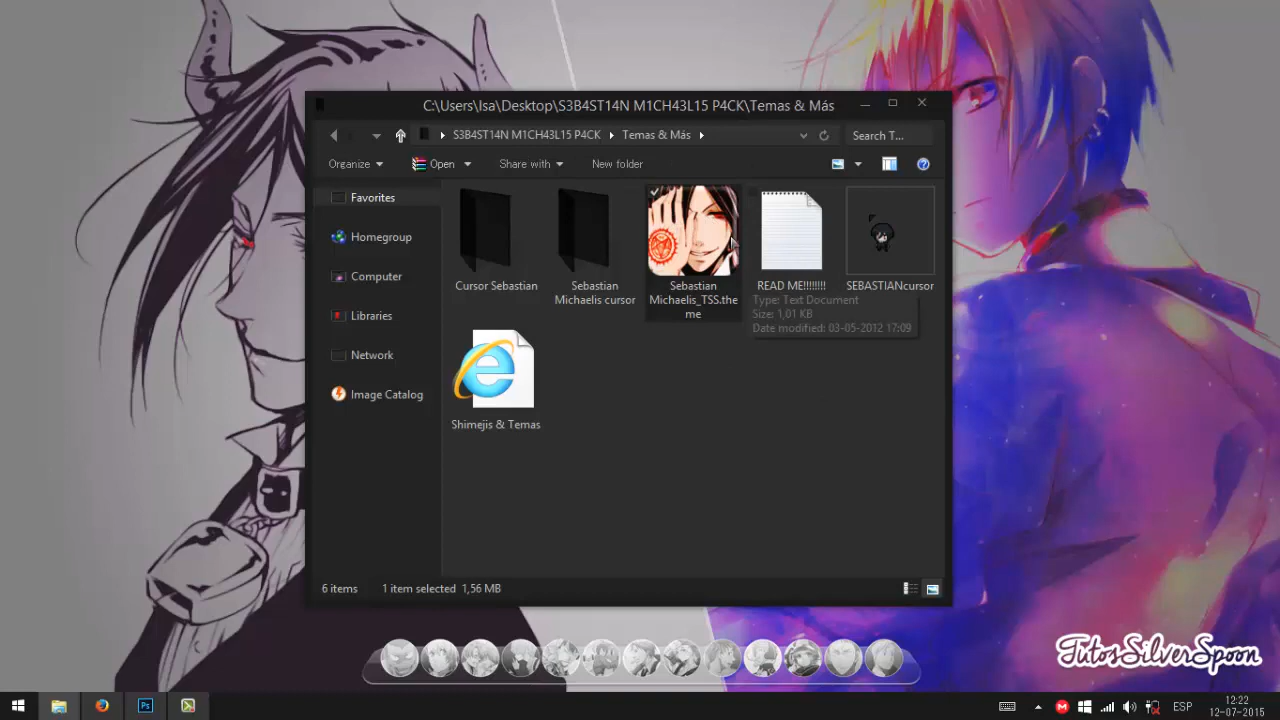 C:\Users\Isa\Desktop\S3B4ST14N M1CH43L15 P4CK\Temas & Más
S3B4ST14N M1CH43L15 P4CK Temas & Más Search T...
Organize Open Share with New folder
Favorites
Homegroup
Computer
Libraries
Network
Image Catalog
Cursor Sebastian
Sebastian
Michaelis cursor
Sebastian
Michaelis_TSS.the
me
READ ME!!!!!!!!
SEBASTIANcursor
Type: Text Document
Size: 1,01 KB
Date modified: 03-05-2012 17:09
Shimejis & Temas
6 items 1 item selected 1,56 MB
TutosSilverSpoon
Ps
ESP
12:22
12-07-2015